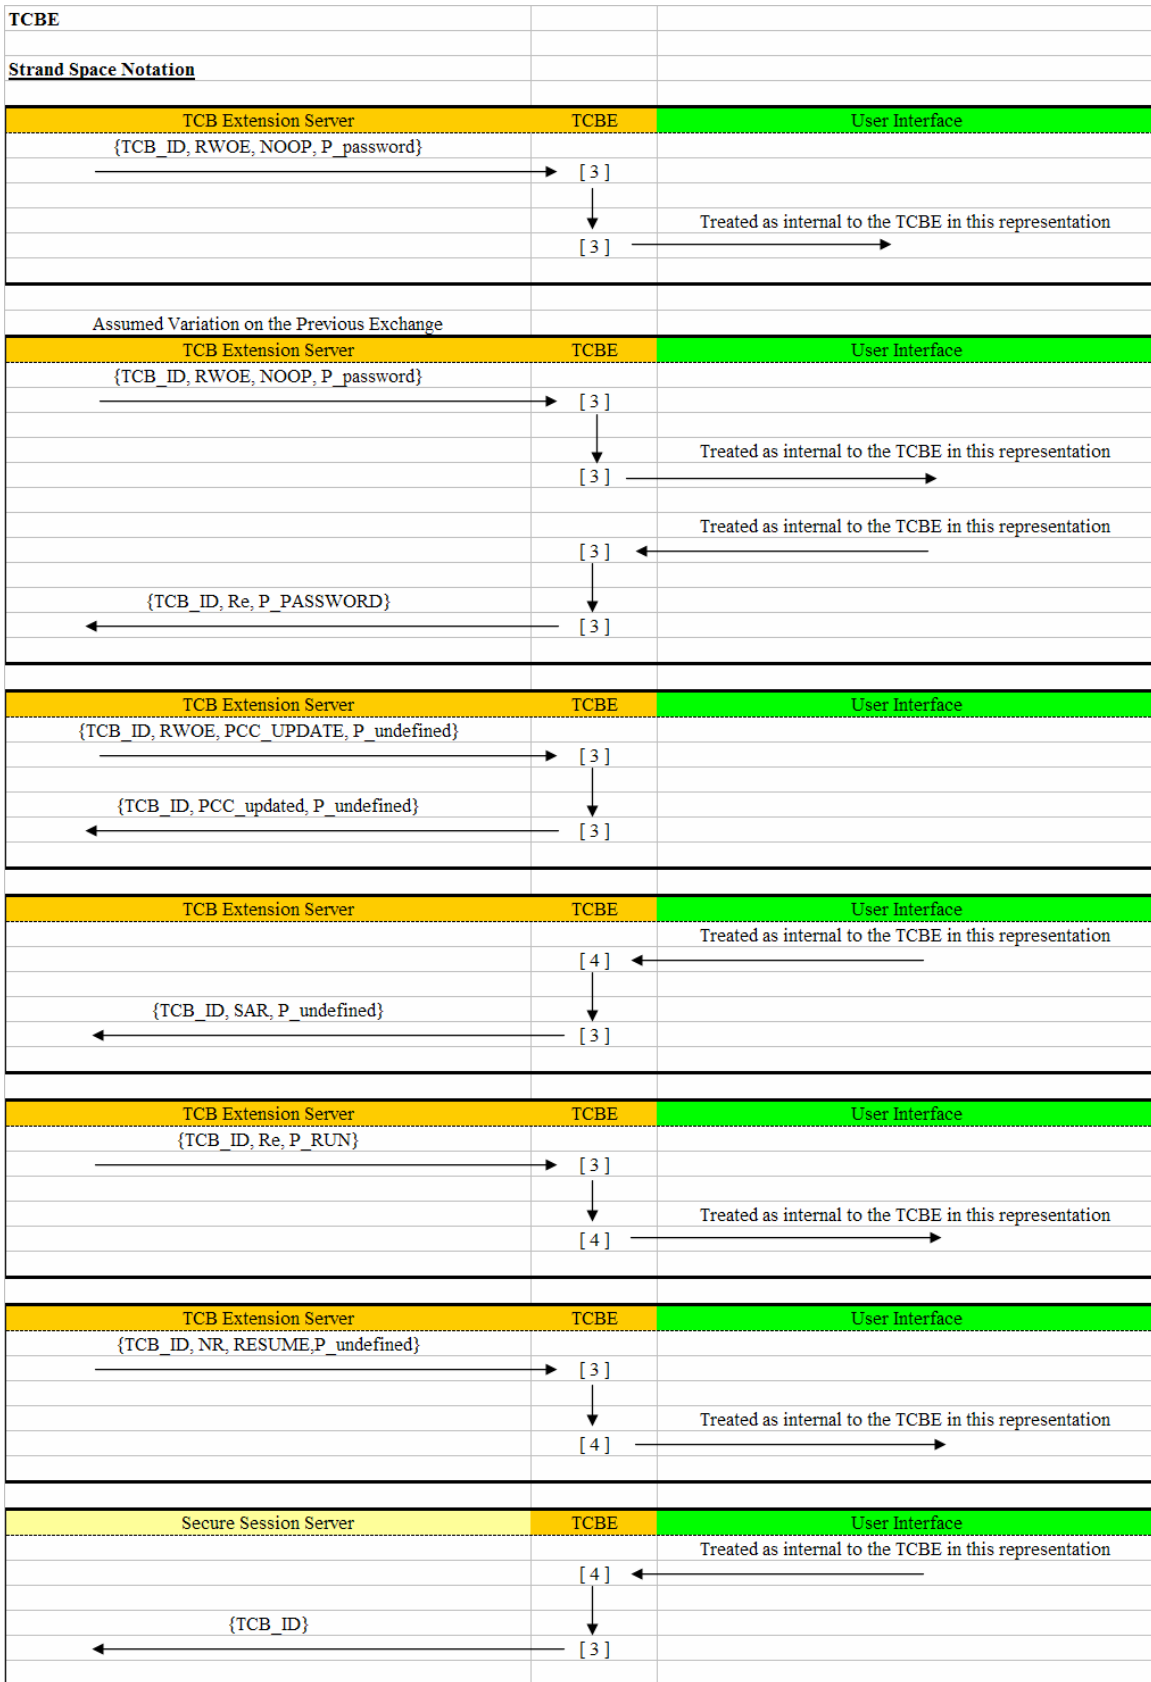 TCBE
Strand Space Notation
TCB Extension Server TCBE User Interface
{TCB_ID, RWOE, NOOP, P_password}
[ 3 ]
Treated as internal to the TCBE in this representation
[ 3 ]
Assumed Variation on the Previous Exchange
TCB Extension Server TCBE User Interface
{TCB_ID, RWOE, NOOP, P_password}
[ 3 ]
Treated as internal to the TCBE in this representation
[ 3 ]
Treated as internal to the TCBE in this representation
[ 3 ]
{TCB_ID, Re, P_PASSWORD}
[ 3 ]
TCB Extension Server TCBE User Interface
{TCB_ID, RWOE, PCC_UPDATE, P_undefined}
[ 3 ]
{TCB_ID, PCC_updated, P_undefined}
[ 3 ]
TCB Extension Server TCBE User Interface
Treated as internal to the TCBE in this representation
[ 4 ]
{TCB_ID, SAR, P_undefined}
[ 3 ]
TCB Extension Server TCBE User Interface
{TCB_ID, Re, P_RUN}
[ 3 ]
Treated as internal to the TCBE in this representation
[ 4 ]
TCB Extension Server TCBE User Interface
{TCB_ID, NR, RESUME,P_undefined}
[ 3 ]
Treated as internal to the TCBE in this representation
[ 4 ]
Secure Session Server TCBE User Interface
Treated as internal to the TCBE in this representation
[ 4 ]
{TCB_ID}
[ 3 ]